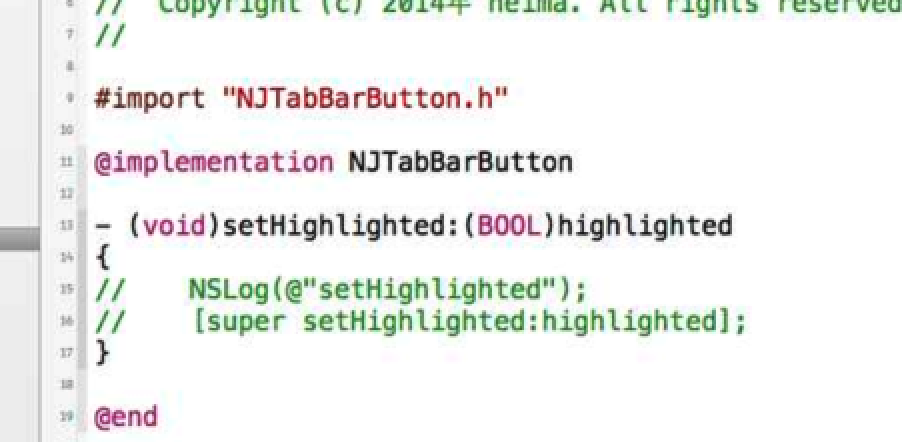 //  Copyright (c) 2014年 heima. All rights reserved
7 //
8
9 #import "NJTabBarButton.h"
10
11 @implementation NJTabBarButton
12
13 - (void)setHighlighted:(BOOL)highlighted
14 {
15 //    NSLog(@"setHighlighted");
16 //    [super setHighlighted:highlighted];
17 }
18
19 @end